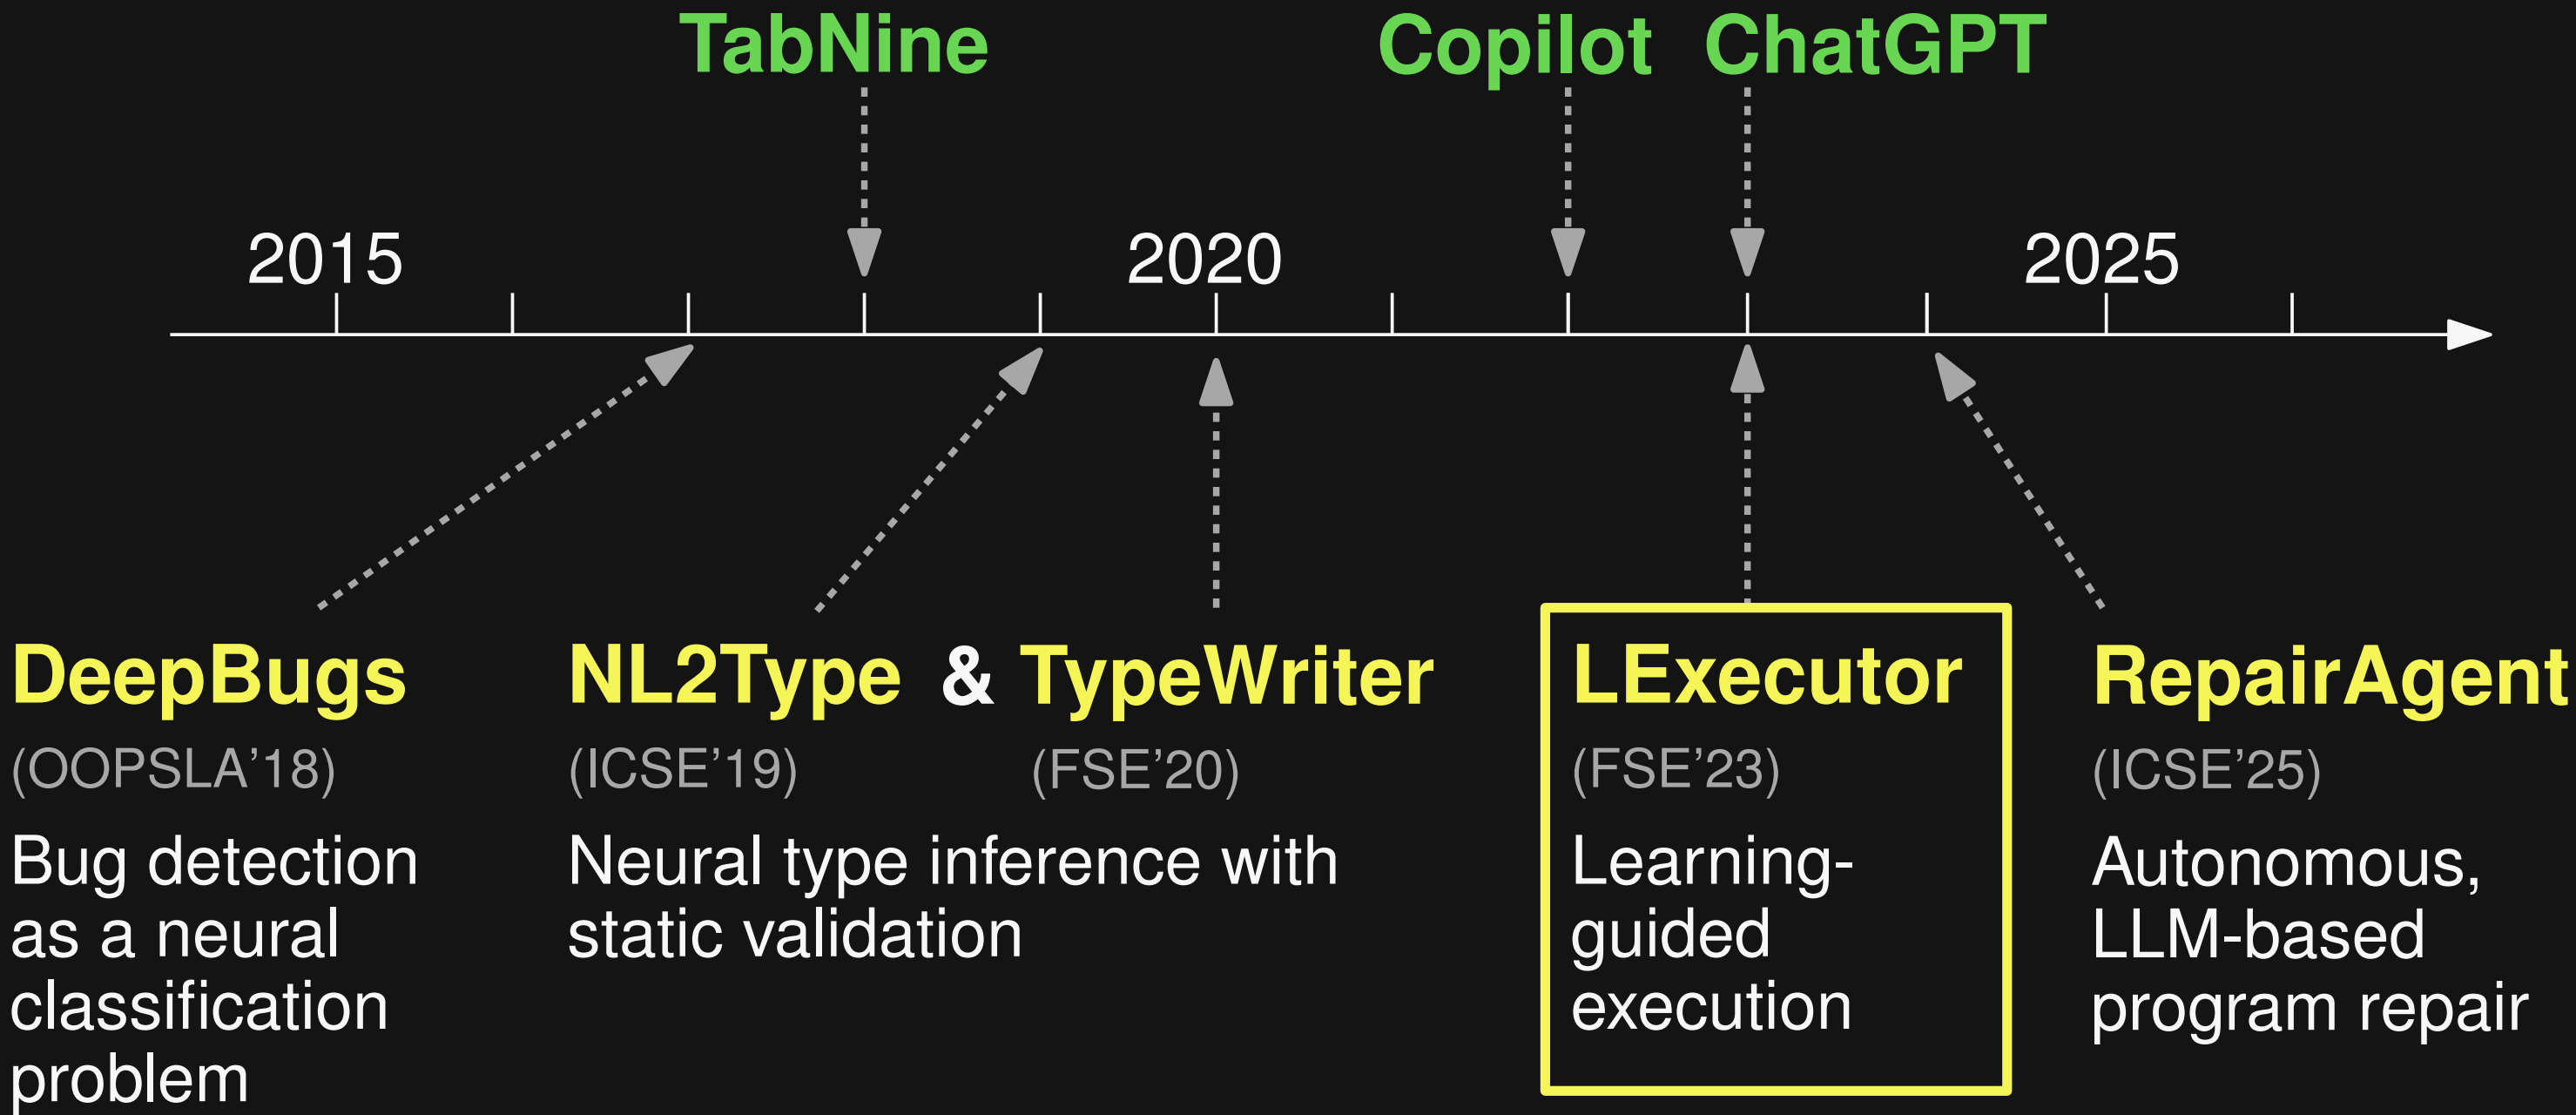 TabNine Copilot ChatGPT
2015 2020 2025
DeepBugs
(OOPSLA’18)
Bug detection
as a neural
classification
problem
NL2Type & TypeWriter
(ICSE’19) (FSE’20)
Neural type inference with
static validation
LExecutor
(FSE’23)
Learning-
guided
execution
RepairAgent
(ICSE’25)
Autonomous,
LLM-based
program repair